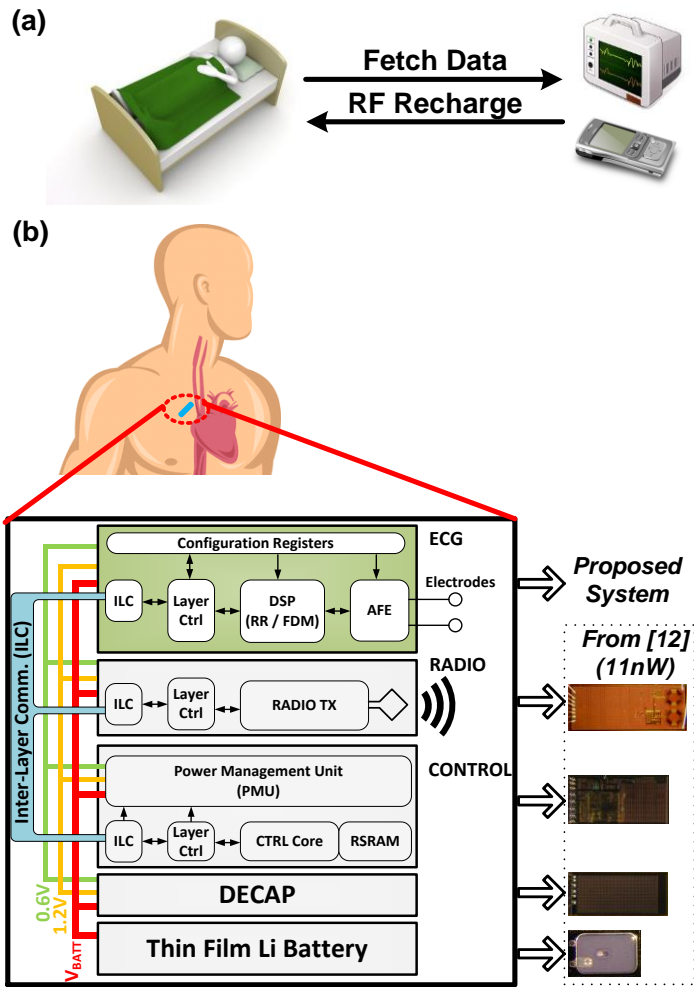 (a)
Fetch Data
RF Recharge
(b)
Configuration Registers
ECG
ILC
Layer
Ctrl
DSP
(RR / FDM)
AFE
Electrodes
Proposed
System
From [12]
(11nW)
RADIO
ILC
Layer
Ctrl
RADIO TX
CONTROL
Power Management Unit
(PMU)
ILC
Layer
Ctrl
CTRL Core
RSRAM
Inter-Layer Comm. (ILC)
DECAP
Thin Film Li Battery
0.6V
1.2V
VBATT